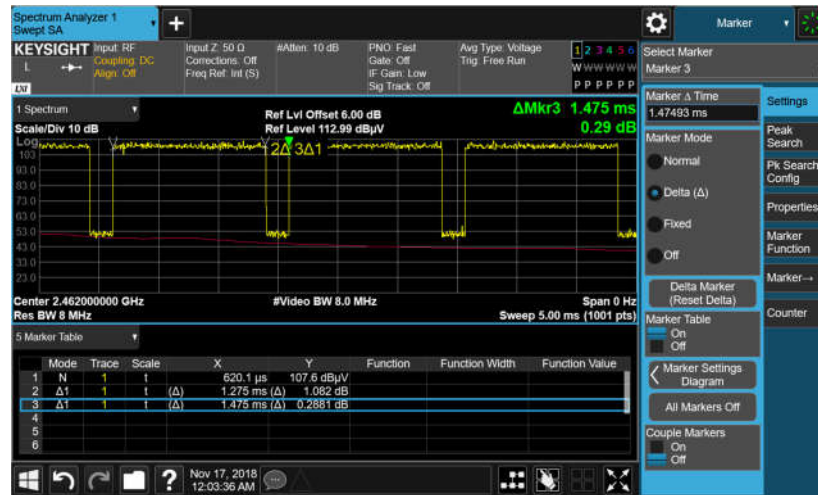 Spectrum Analyzer 1
Swept SA
+
Marker
KEYSIGHT
L
LXI
Input: RF
Coupling: DC
Align: Off
Input Z: 50 Ω
Corrections: Off
Freq Ref: Int (S)
#Atten: 10 dB
PNO: Fast
Gate: Off
IF Gain: Low
Sig Track: Off
Avg Type: Voltage
Trig: Free Run
1 2 3 4 5 6
W W W W W W
P P P P P P
Select Marker
Marker 3
1 Spectrum
Scale/Div 10 dB
Log
Ref Lvl Offset 6.00 dB
Ref Level 112.99 dBµV
ΔMkr3 1.475 ms
0.29 dB
103
93.0
83.0
73.0
63.0
53.0
43.0
33.0
23.0
2Δ 3Δ1
Center 2.462000000 GHz
Res BW 8 MHz
#Video BW 8.0 MHz
Span 0 Hz
Sweep 5.00 ms (1001 pts)
5 Marker Table
Mode Trace Scale X Y Function Function Width Function Value
1 N 1 t 620.1 µs 107.6 dBµV
2 Δ1 1 t (Δ) 1.275 ms (Δ) 1.082 dB
3 Δ1 1 t (Δ) 1.475 ms (Δ) 0.2881 dB
4
5
6
Marker Δ Time
1.47493 ms
Marker Mode
Normal
Delta (Δ)
Fixed
Off
Delta Marker
(Reset Delta)
Marker Table
On
Off
Marker Settings
Diagram
All Markers Off
Couple Markers
On
Off
Settings
Peak
Search
Pk Search
Config
Properties
Marker
Function
Marker→
Counter
?
Nov 17, 2018
12:03:36 AM